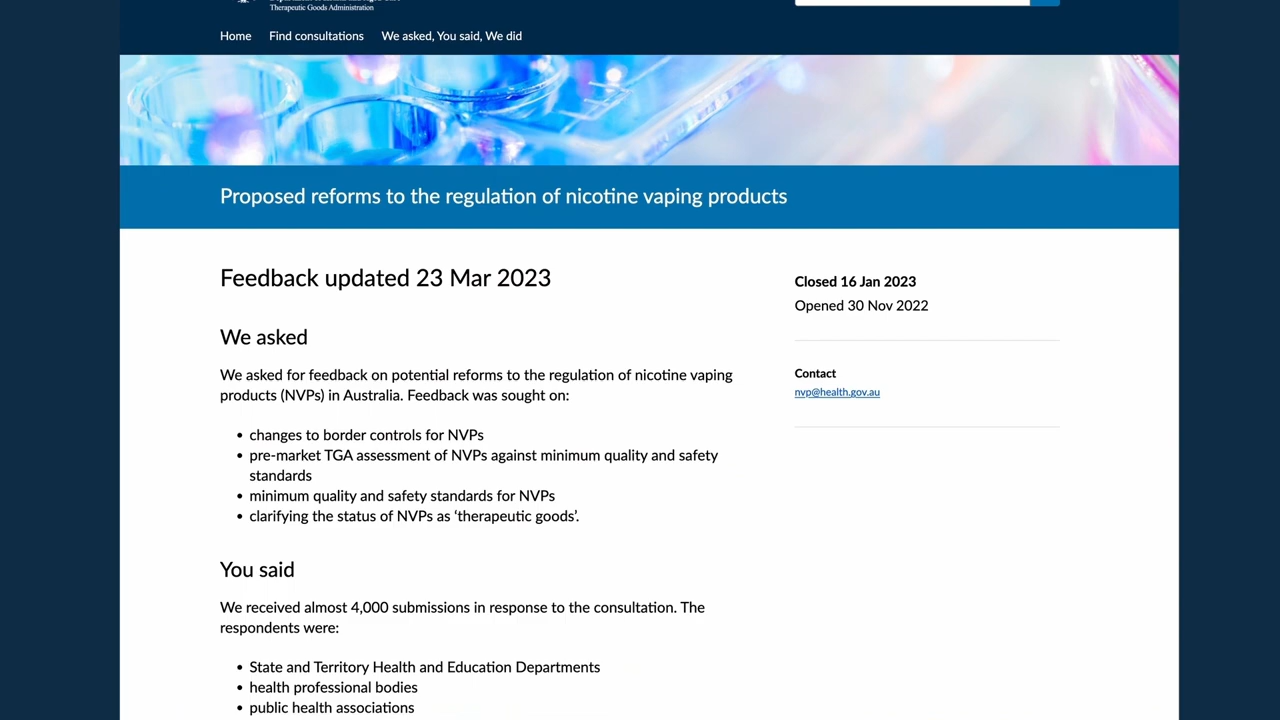 Therapeutic Goods Administration
Home Find consultations We asked, You said, We did
Proposed reforms to the regulation of nicotine vaping products
Feedback updated 23 Mar 2023
We asked
We asked for feedback on potential reforms to the regulation of nicotine vaping
products (NVPs) in Australia. Feedback was sought on:
• changes to border controls for NVPs
• pre-market TGA assessment of NVPs against minimum quality and safety
standards
• minimum quality and safety standards for NVPs
• clarifying the status of NVPs as ‘therapeutic goods’.
You said
We received almost 4,000 submissions in response to the consultation. The
respondents were:
• State and Territory Health and Education Departments
• health professional bodies
• public health associations
Closed 16 Jan 2023
Opened 30 Nov 2022
Contact
nvp@health.gov.au